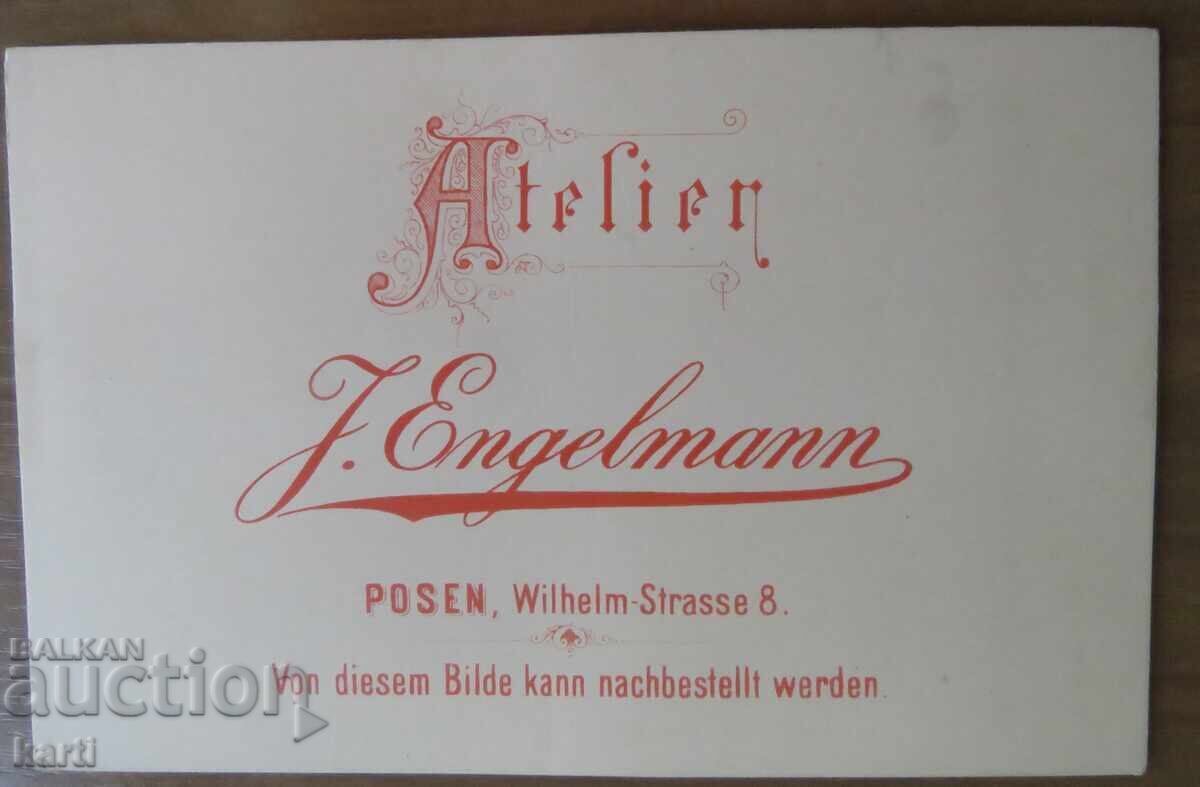 Atelier
J. Engelmann
POSEN, Wilhelm-Strasse 8.
Von diesem Bilde kann nachbestellt werden.
BALKAN
auction
karti